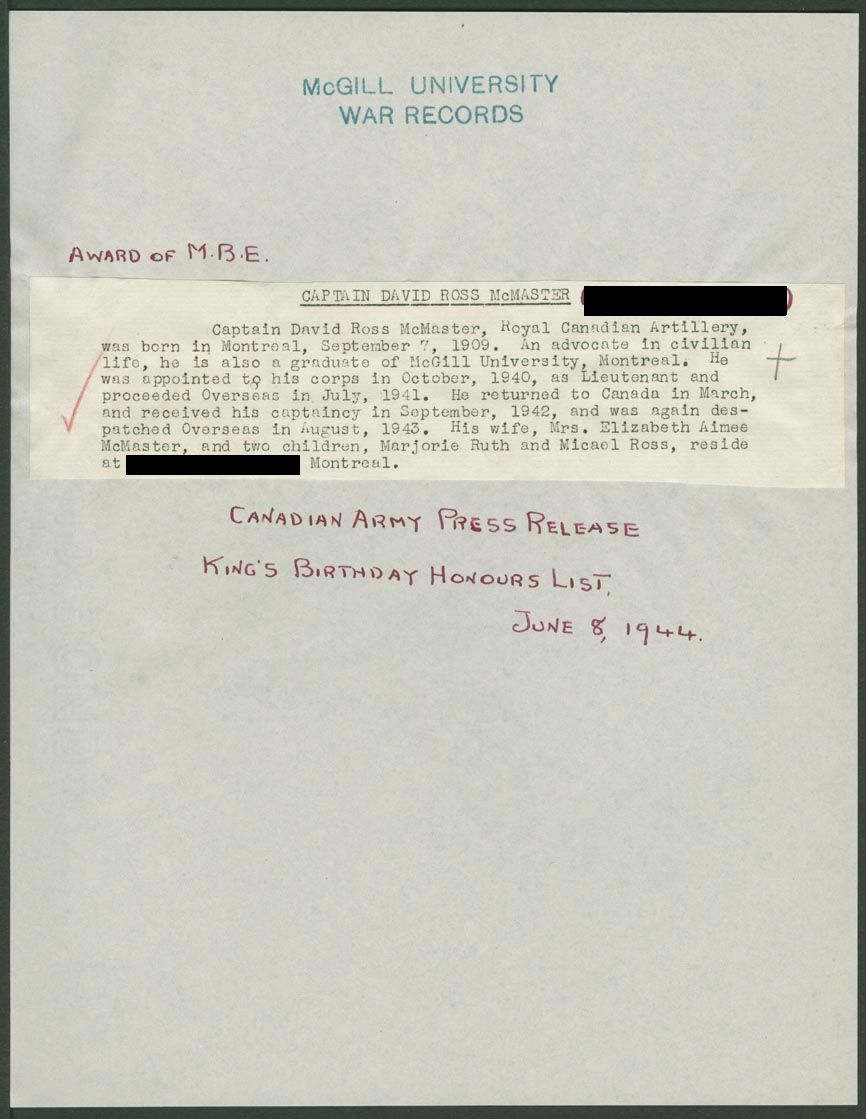 McGILL UNIVERSITY
WAR RECORDS
AWARD OF M.B.E.
CAPTAIN DAVID ROSS McMASTER ( )
Captain David Ross McMaster, Royal Canadian Artillery,
was born in Montreal, September 7, 1909. An advocate in civilian
life, he is also a graduate of McGill University, Montreal. He
was appointed to his corps in October, 1940, as Lieutenant and
proceeded Overseas in July, 1941. He returned to Canada in March,
and received his captaincy in September, 1942, and was again des-
patched Overseas in August, 1943. His wife, Mrs. Elizabeth Aimee
McMaster, and two children, Marjorie Ruth and Micael Ross, reside
at Montreal.
CANADIAN ARMY PRESS RELEASE
KING'S BIRTHDAY HONOURS LIST,
JUNE 8, 1944.